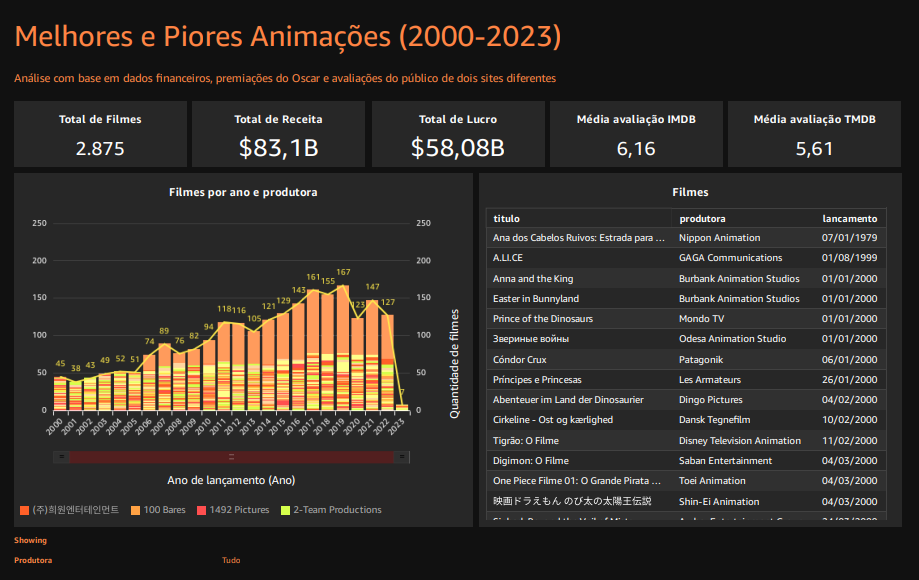 Melhores e Piores Animações (2000-2023)
Análise com base em dados financeiros, premiações do Oscar e avaliações do público de dois sites diferentes
Total de Filmes
2.875
Total de Receita
$83,1B
Total de Lucro
$58,08B
Média avaliação IMDB
6,16
Média avaliação TMDB
5,61
Filmes por ano e produtora
250 250
200 200
150 150
100 100
50 50
0 0
45 38 43 49 52 51 74 89 76 82 94 118 116 105 121 129 143 161 155 167 123 147 127 7
2000 2001 2002 2003 2004 2005 2006 2007 2008 2009 2010 2011 2012 2013 2014 2015 2016 2017 2018 2019 2020 2021 2022 2023
Quantidade de filmes
Ano de lançamento (Ano)
(주)희원엔터테인먼트 100 Bares 1492 Pictures 2-Team Productions
Filmes
titulo produtora lancamento
Ana dos Cabelos Ruivos: Estrada para ... Nippon Animation 07/01/1979
A.LI.CE GAGA Communications 01/08/1999
Anna and the King Burbank Animation Studios 01/01/2000
Easter in Bunnyland Burbank Animation Studios 01/01/2000
Prince of the Dinosaurs Mondo TV 01/01/2000
Звериные войны Odesa Animation Studio 01/01/2000
Cóndor Crux Patagonik 06/01/2000
Príncipes e Princesas Les Armateurs 26/01/2000
Abenteuer im Land der Dinosaurier Dingo Pictures 04/02/2000
Cirkeline - Ost og kærlighed Dansk Tegnefilm 10/02/2000
Tigrão: O Filme Disney Television Animation 11/02/2000
Digimon: O Filme Saban Entertainment 04/03/2000
One Piece Filme 01: O Grande Pirata ... Toei Animation 04/03/2000
映画ドラえもん のび太の太陽王伝説 Shin-Ei Animation 04/03/2000
Showing
Produtora Tudo